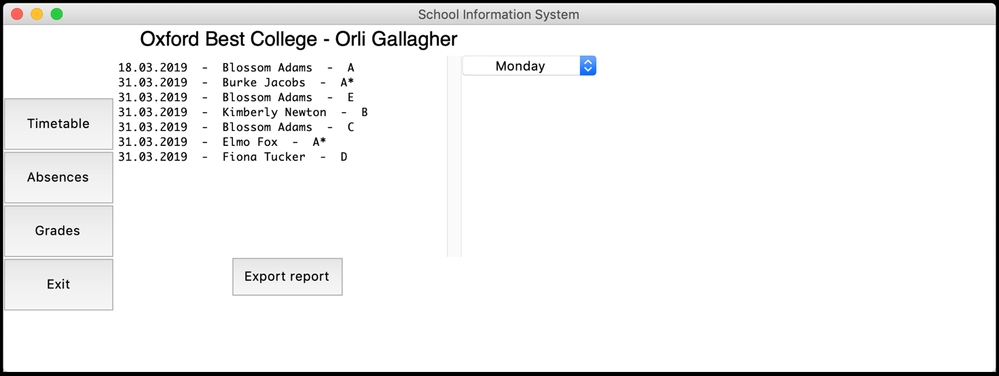 School Information System
Oxford Best College - Orli Gallagher
18.03.2019  -  Blossom Adams  -  A
31.03.2019  -  Burke Jacobs  -  A*
31.03.2019  -  Blossom Adams  -  E
31.03.2019  -  Kimberly Newton  -  B
31.03.2019  -  Blossom Adams  -  C
31.03.2019  -  Elmo Fox  -  A*
31.03.2019  -  Fiona Tucker  -  D
Monday
Timetable
Absences
Grades
Exit
Export report